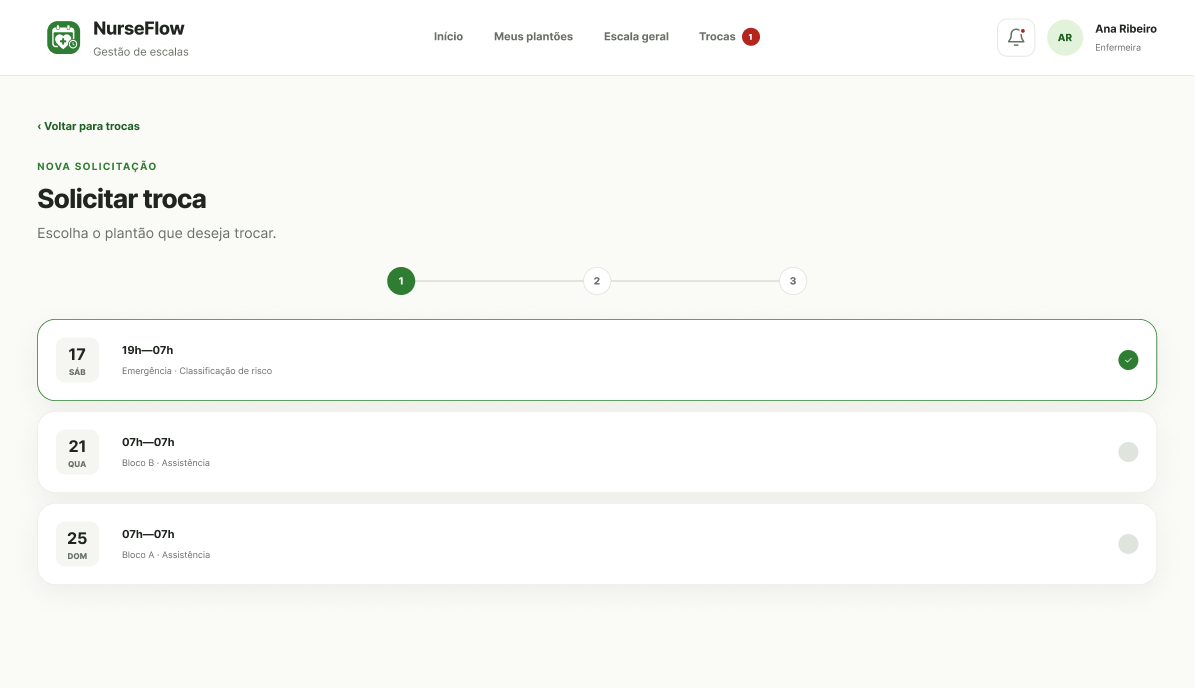 NurseFlow
Gestão de escalas
Início
Meus plantões
Escala geral
Trocas 1
AR
Ana Ribeiro
Enfermeira
‹ Voltar para trocas
NOVA SOLICITAÇÃO
Solicitar troca
Escolha o plantão que deseja trocar.
1
2
3
17
SÁB
19h—07h
Emergência · Classificação de risco
21
QUA
07h—07h
Bloco B · Assistência
25
DOM
07h—07h
Bloco A · Assistência